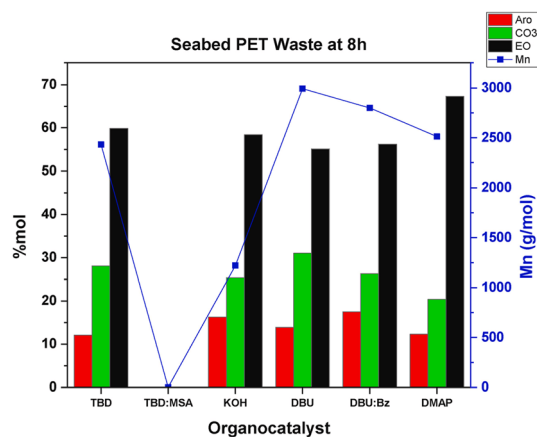 Aro
CO3
EO
Mn
Seabed PET Waste at 8h
70
60
50
40
30
20
10
0
%mol
3000
2500
2000
1500
1000
500
0
Mn (g/mol)
TBD TBD:MSA KOH DBU DBU:Bz DMAP
Organocatalyst